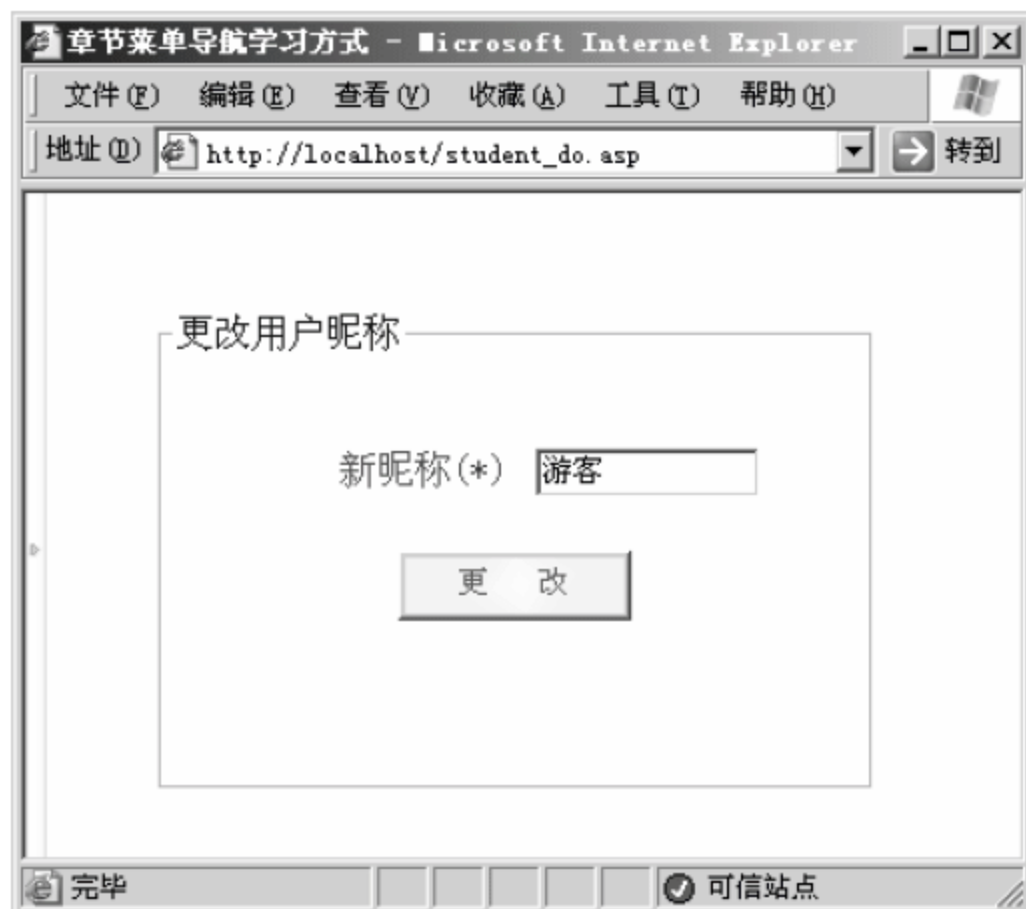 章节菜单导航学习方式 - Microsoft Internet Explorer
文件(F) 编辑(E) 查看(V) 收藏(A) 工具(T) 帮助(H)
地址(D) http://localhost/student_do.asp 转到
更改用户昵称
新昵称(*) 游客
更 改
完毕 可信站点